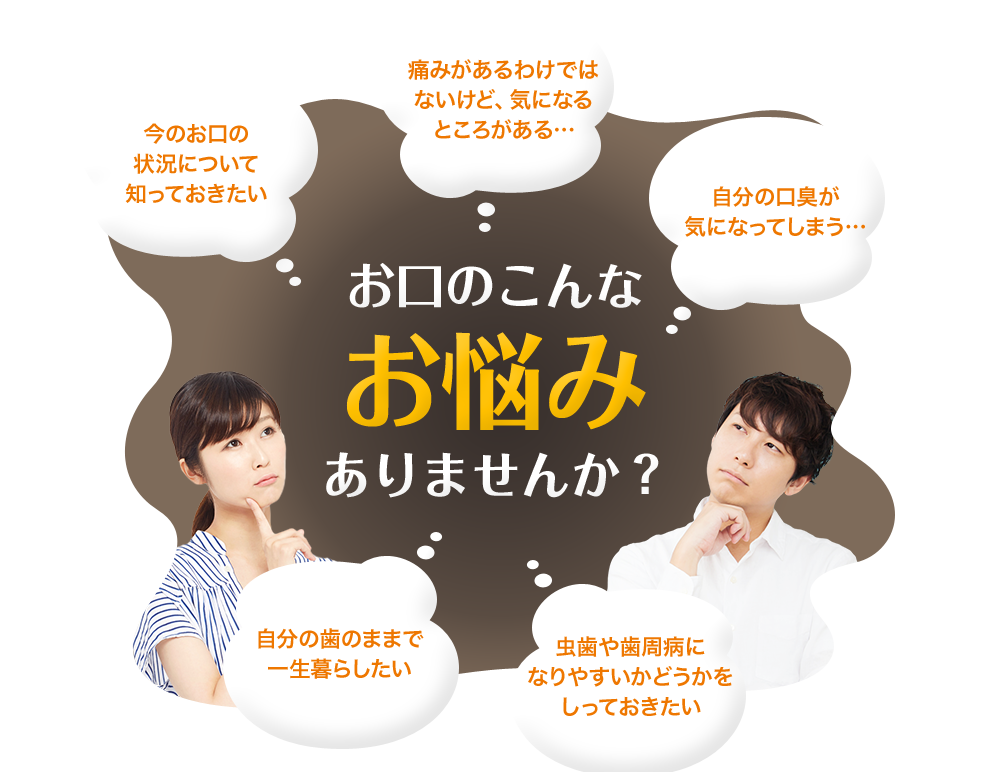 痛みがあるわけでは
ないけど、気になる
ところがある…
今のお口の
状況について
知っておきたい
自分の口臭が
気になってしまう…
お口のこんな
お悩み
ありませんか？
自分の歯のままで
一生暮らしたい
虫歯や歯周病に
なりやすいかどうかを
しっておきたい